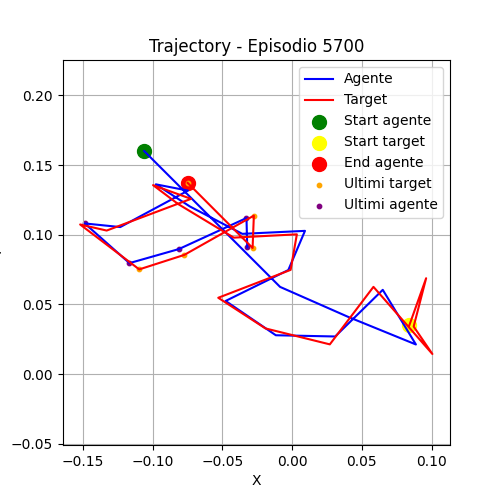 Trajectory - Episodio 5700
Agente
Target
Start agente
Start target
End agente
Ultimi target
Ultimi agente
0.20
0.15
0.10
0.05
0.00
−0.05
−0.15
−0.10
−0.05
0.00
0.05
0.10
X